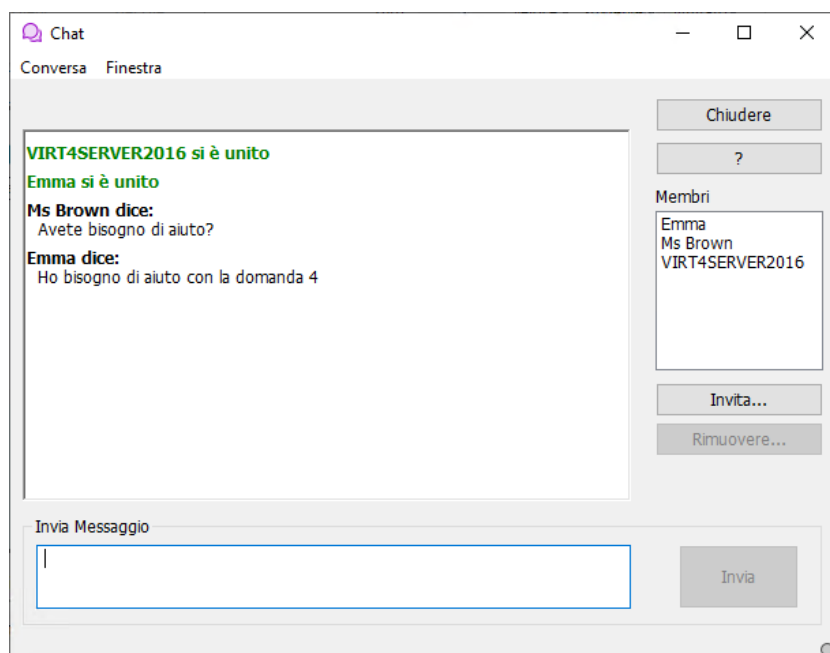 Chat
Conversa Finestra
Chiudere
VIRT4SERVER2016 si è unito
?
Emma si è unito
Ms Brown dice:
Avete bisogno di aiuto?
Emma dice:
Ho bisogno di aiuto con la domanda 4
Membri
Emma
Ms Brown
VIRT4SERVER2016
Invita...
Rimuovere...
Invia Messaggio
Invia